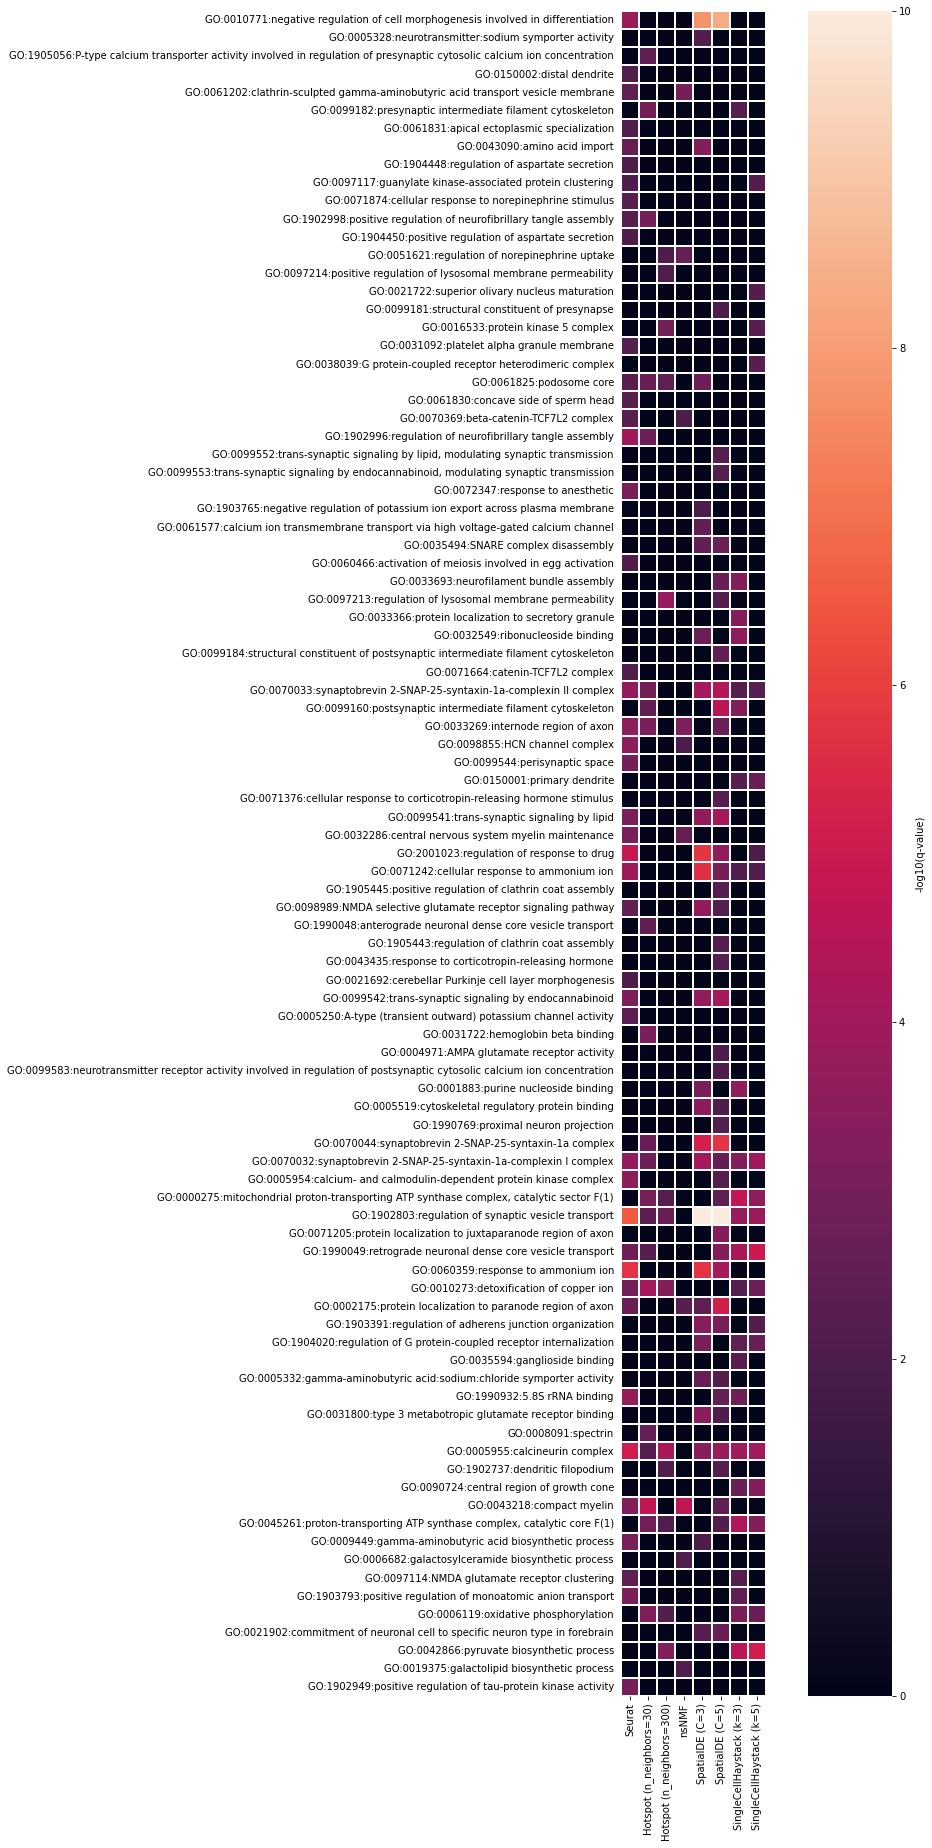 GO:0010771:negative regulation of cell morphogenesis involved in differentiation
GO:0005328:neurotransmitter:sodium symporter activity
GO:1905056:P-type calcium transporter activity involved in regulation of presynaptic cytosolic calcium ion concentration
GO:0150002:distal dendrite
GO:0061202:clathrin-sculpted gamma-aminobutyric acid transport vesicle membrane
GO:0099182:presynaptic intermediate filament cytoskeleton
GO:0061831:apical ectoplasmic specialization
GO:0043090:amino acid import
GO:1904448:regulation of aspartate secretion
GO:0097117:guanylate kinase-associated protein clustering
GO:0071874:cellular response to norepinephrine stimulus
GO:1902998:positive regulation of neurofibrillary tangle assembly
GO:1904450:positive regulation of aspartate secretion
GO:0051621:regulation of norepinephrine uptake
GO:0097214:positive regulation of lysosomal membrane permeability
GO:0021722:superior olivary nucleus maturation
GO:0099181:structural constituent of presynapse
GO:0016533:protein kinase 5 complex
GO:0031092:platelet alpha granule membrane
GO:0038039:G protein-coupled receptor heterodimeric complex
GO:0061825:podosome core
GO:0061830:concave side of sperm head
GO:0070369:beta-catenin-TCF7L2 complex
GO:1902996:regulation of neurofibrillary tangle assembly
GO:0099552:trans-synaptic signaling by lipid, modulating synaptic transmission
GO:0099553:trans-synaptic signaling by endocannabinoid, modulating synaptic transmission
GO:0072347:response to anesthetic
GO:1903765:negative regulation of potassium ion export across plasma membrane
GO:0061577:calcium ion transmembrane transport via high voltage-gated calcium channel
GO:0035494:SNARE complex disassembly
GO:0060466:activation of meiosis involved in egg activation
GO:0033693:neurofilament bundle assembly
GO:0097213:regulation of lysosomal membrane permeability
GO:0033366:protein localization to secretory granule
GO:0032549:ribonucleoside binding
GO:0099184:structural constituent of postsynaptic intermediate filament cytoskeleton
GO:0071664:catenin-TCF7L2 complex
GO:0070033:synaptobrevin 2-SNAP-25-syntaxin-1a-complexin II complex
GO:0099160:postsynaptic intermediate filament cytoskeleton
GO:0033269:internode region of axon
GO:0098855:HCN channel complex
GO:0099544:perisynaptic space
GO:0150001:primary dendrite
GO:0071376:cellular response to corticotropin-releasing hormone stimulus
GO:0099541:trans-synaptic signaling by lipid
GO:0032286:central nervous system myelin maintenance
GO:2001023:regulation of response to drug
GO:0071242:cellular response to ammonium ion
GO:1905445:positive regulation of clathrin coat assembly
GO:0098989:NMDA selective glutamate receptor signaling pathway
GO:1990048:anterograde neuronal dense core vesicle transport
GO:1905443:regulation of clathrin coat assembly
GO:0043435:response to corticotropin-releasing hormone
GO:0021692:cerebellar Purkinje cell layer morphogenesis
GO:0099542:trans-synaptic signaling by endocannabinoid
GO:0005250:A-type (transient outward) potassium channel activity
GO:0031722:hemoglobin beta binding
GO:0004971:AMPA glutamate receptor activity
GO:0099583:neurotransmitter receptor activity involved in regulation of postsynaptic cytosolic calcium ion concentration
GO:0001883:purine nucleoside binding
GO:0005519:cytoskeletal regulatory protein binding
GO:1990769:proximal neuron projection
GO:0070044:synaptobrevin 2-SNAP-25-syntaxin-1a complex
GO:0070032:synaptobrevin 2-SNAP-25-syntaxin-1a-complexin I complex
GO:0005954:calcium- and calmodulin-dependent protein kinase complex
GO:0000275:mitochondrial proton-transporting ATP synthase complex, catalytic sector F(1)
GO:1902803:regulation of synaptic vesicle transport
GO:0071205:protein localization to juxtaparanode region of axon
GO:1990049:retrograde neuronal dense core vesicle transport
GO:0060359:response to ammonium ion
GO:0010273:detoxification of copper ion
GO:0002175:protein localization to paranode region of axon
GO:1903391:regulation of adherens junction organization
GO:1904020:regulation of G protein-coupled receptor internalization
GO:0035594:ganglioside binding
GO:0005332:gamma-aminobutyric acid:sodium:chloride symporter activity
GO:1990932:5.8S rRNA binding
GO:0031800:type 3 metabotropic glutamate receptor binding
GO:0008091:spectrin
GO:0005955:calcineurin complex
GO:1902737:dendritic filopodium
GO:0090724:central region of growth cone
GO:0043218:compact myelin
GO:0045261:proton-transporting ATP synthase complex, catalytic core F(1)
GO:0009449:gamma-aminobutyric acid biosynthetic process
GO:0006682:galactosylceramide biosynthetic process
GO:0097114:NMDA glutamate receptor clustering
GO:1903793:positive regulation of monoatomic anion transport
GO:0006119:oxidative phosphorylation
GO:0021902:commitment of neuronal cell to specific neuron type in forebrain
GO:0042866:pyruvate biosynthetic process
GO:0019375:galactolipid biosynthetic process
GO:1902949:positive regulation of tau-protein kinase activity
Seurat
Hotspot (n_neighbors=30)
Hotspot (n_neighbors=300)
nsNMF
SpatialDE (C=3)
SpatialDE (C=5)
SingleCellHaystack (k=3)
SingleCellHaystack (k=5)
10
8
6
4
2
0
-log10(q-value)